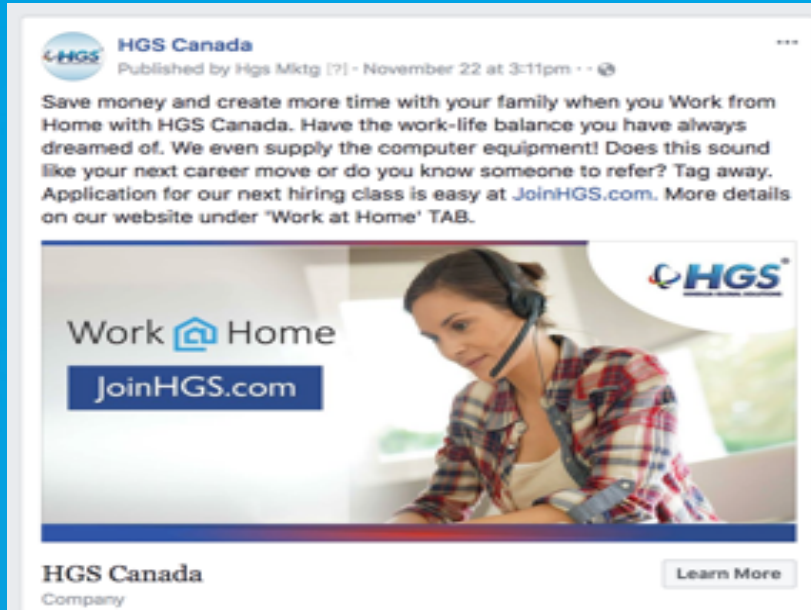 HGS
HGS Canada
Published by Hgs Mktg [?] · November 22 at 3:11pm · ·
Save money and create more time with your family when you Work from
Home with HGS Canada. Have the work-life balance you have always
dreamed of. We even supply the computer equipment! Does this sound
like your next career move or do you know someone to refer? Tag away.
Application for our next hiring class is easy at JoinHGS.com. More details
on our website under 'Work at Home' TAB.
HGS
HINDUJA GLOBAL SOLUTIONS
Work @ Home
JoinHGS.com
HGS Canada
Learn More
Company